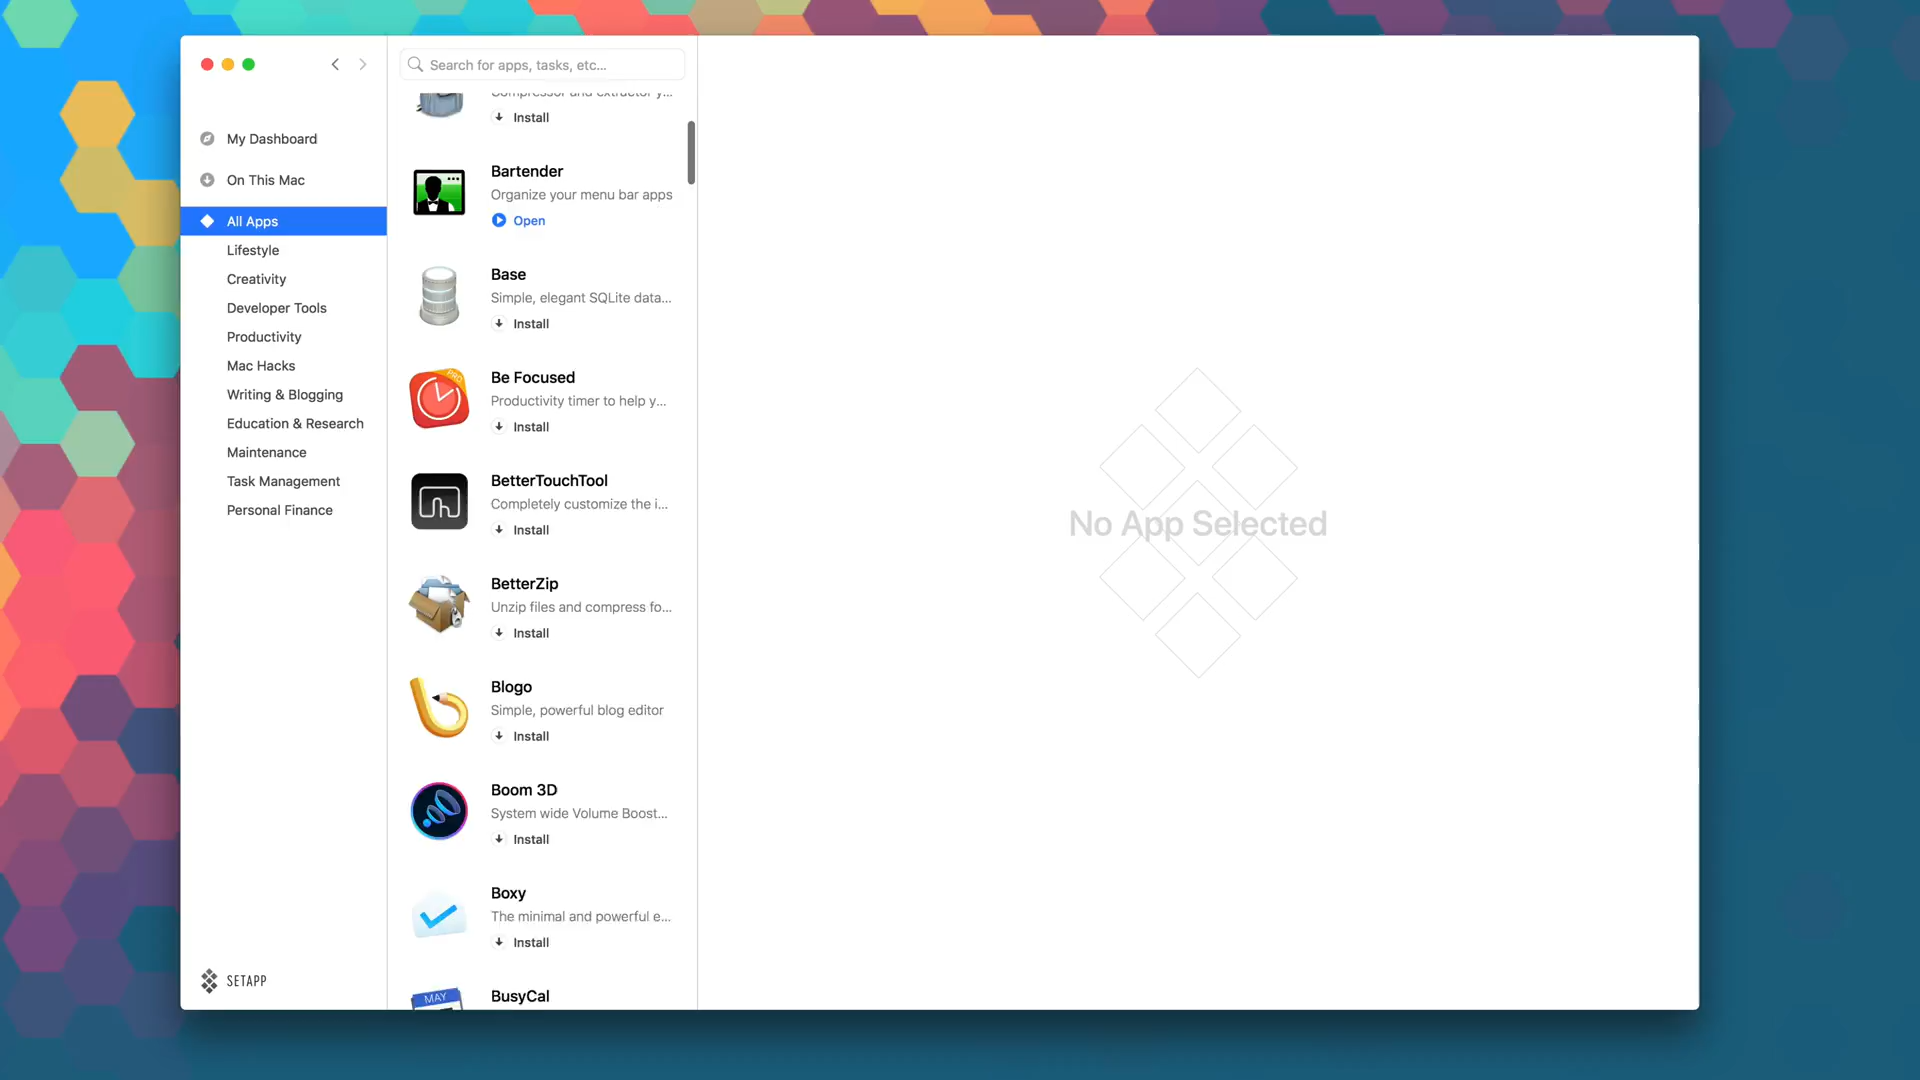 Search for apps, tasks, etc...
My Dashboard
On This Mac
All Apps
Lifestyle
Creativity
Developer Tools
Productivity
Mac Hacks
Writing & Blogging
Education & Research
Maintenance
Task Management
Personal Finance
SETAPP
Compressor and extractor y...
Install
Bartender
Organize your menu bar apps
Open
Base
Simple, elegant SQLite data...
Install
PRO
Be Focused
Productivity timer to help y...
Install
BetterTouchTool
Completely customize the i...
Install
BetterZip
Unzip files and compress fo...
Install
Blogo
Simple, powerful blog editor
Install
Boom 3D
System wide Volume Boost...
Install
Boxy
The minimal and powerful e...
Install
MAY
BusyCal
No App Selected